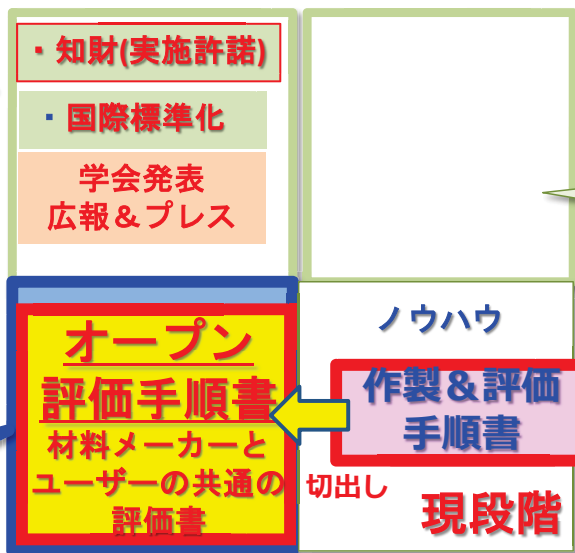 ・知財(実施許諾)
・国際標準化
学会発表
広報＆プレス
オープン
評価手順書
材料メーカーと
ユーザーの共通の
評価書
ノウハウ
作製＆評価
手順書
切出し
現段階